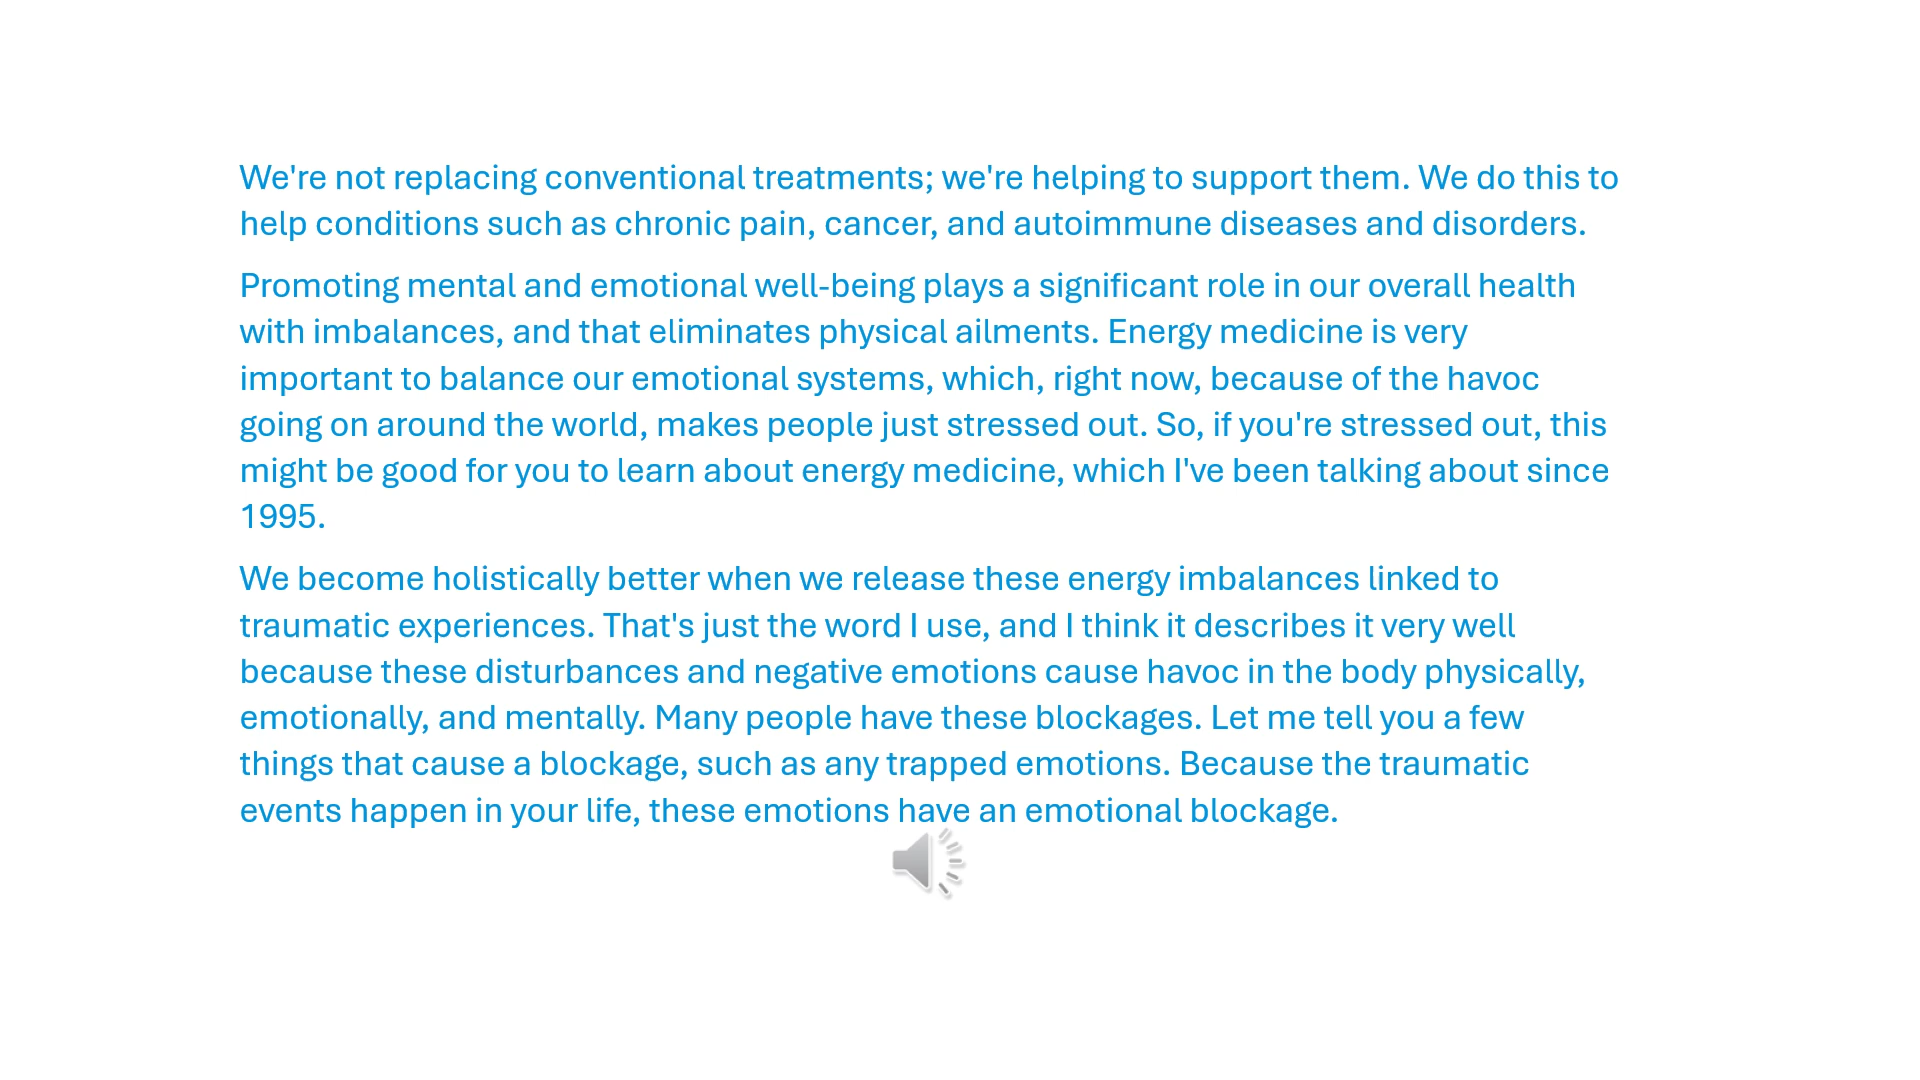 We're not replacing conventional treatments; we're helping to support them. We do this to
help conditions such as chronic pain, cancer, and autoimmune diseases and disorders.
Promoting mental and emotional well-being plays a significant role in our overall health
with imbalances, and that eliminates physical ailments. Energy medicine is very
important to balance our emotional systems, which, right now, because of the havoc
going on around the world, makes people just stressed out. So, if you're stressed out, this
might be good for you to learn about energy medicine, which I've been talking about since
1995.
We become holistically better when we release these energy imbalances linked to
traumatic experiences. That's just the word I use, and I think it describes it very well
because these disturbances and negative emotions cause havoc in the body physically,
emotionally, and mentally. Many people have these blockages. Let me tell you a few
things that cause a blockage, such as any trapped emotions. Because the traumatic
events happen in your life, these emotions have an emotional blockage.